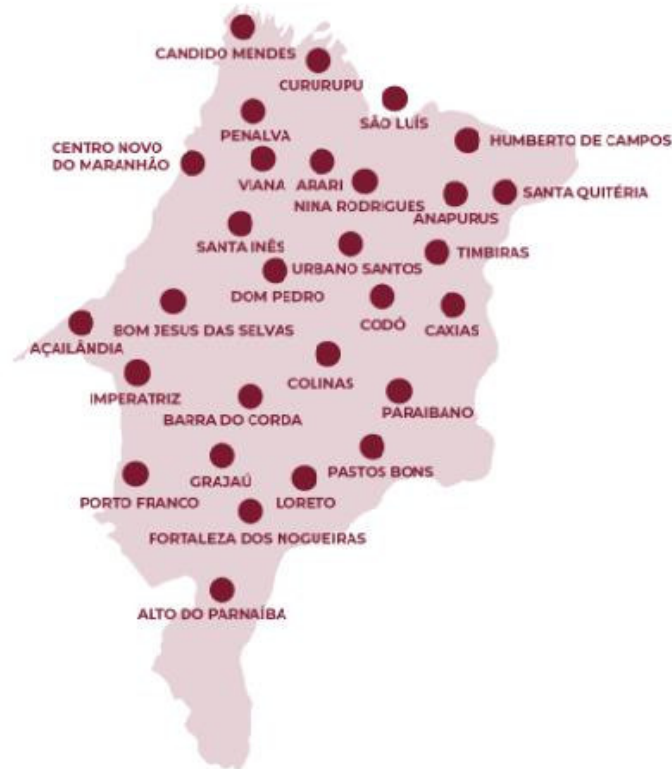 CANDIDO MENDES
CURURUPU
SÃO LUÍS
PENALVA
HUMBERTO DE CAMPOS
CENTRO NOVO
DO MARANHÃO
VIANA
ARARI
NINA RODRIGUES
ANAPURUS
SANTA QUITÉRIA
SANTA INÊS
URBANO SANTOS
TIMBIRAS
DOM PEDRO
BOM JESUS DAS SELVAS
CODÓ
CAXIAS
AÇAILÂNDIA
COLINAS
IMPERATRIZ
BARRA DO CORDA
PARAIBANO
GRAJAÚ
PASTOS BONS
PORTO FRANCO
LORETO
FORTALEZA DOS NOGUEIRAS
ALTO DO PARNAÍBA